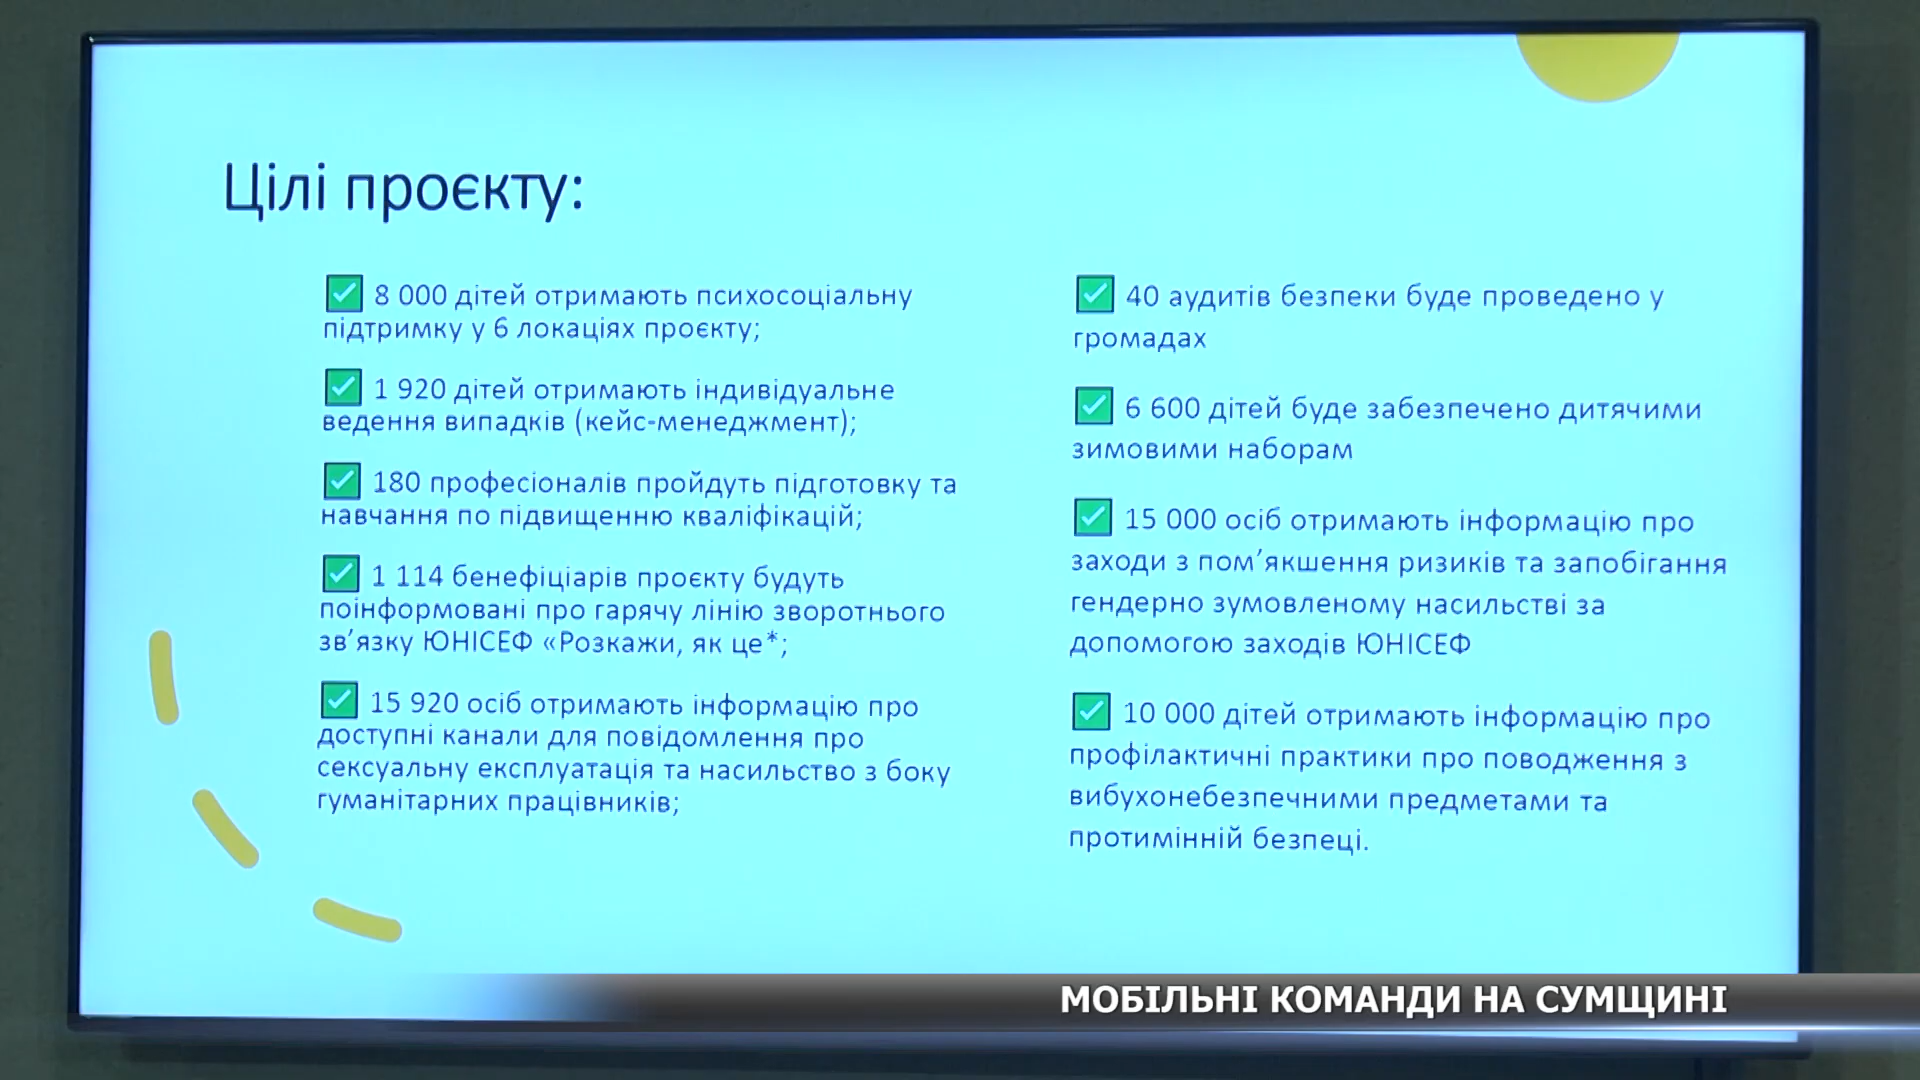 Цілі проєкту:
8 000 дітей отримають психосоціальну
підтримку у 6 локаціях проєкту;
1 920 дітей отримають індивідуальне
ведення випадків (кейс-менеджмент);
180 професіоналів пройдуть підготовку та
навчання по підвищенню кваліфікацій;
1 114 бенефіціарів проєкту будуть
поінформовані про гарячу лінію зворотнього
зв’язку ЮНІСЕФ «Розкажи, як це*;
15 920 осіб отримають інформацію про
доступні канали для повідомлення про
сексуальну експлуатація та насильство з боку
гуманітарних працівників;
40 аудитів безпеки буде проведено у
громадах
6 600 дітей буде забезпечено дитячими
зимовими наборам
15 000 осіб отримають інформацію про
заходи з пом’якшення ризиків та запобігання
гендерно зумовленому насильстві за
допомогою заходів ЮНІСЕФ
10 000 дітей отримають інформацію про
профілактичні практики про поводження з
вибухонебезпечними предметами та
протимінній безпеці.
МОБІЛЬНІ КОМАНДИ НА СУМЩИНІ